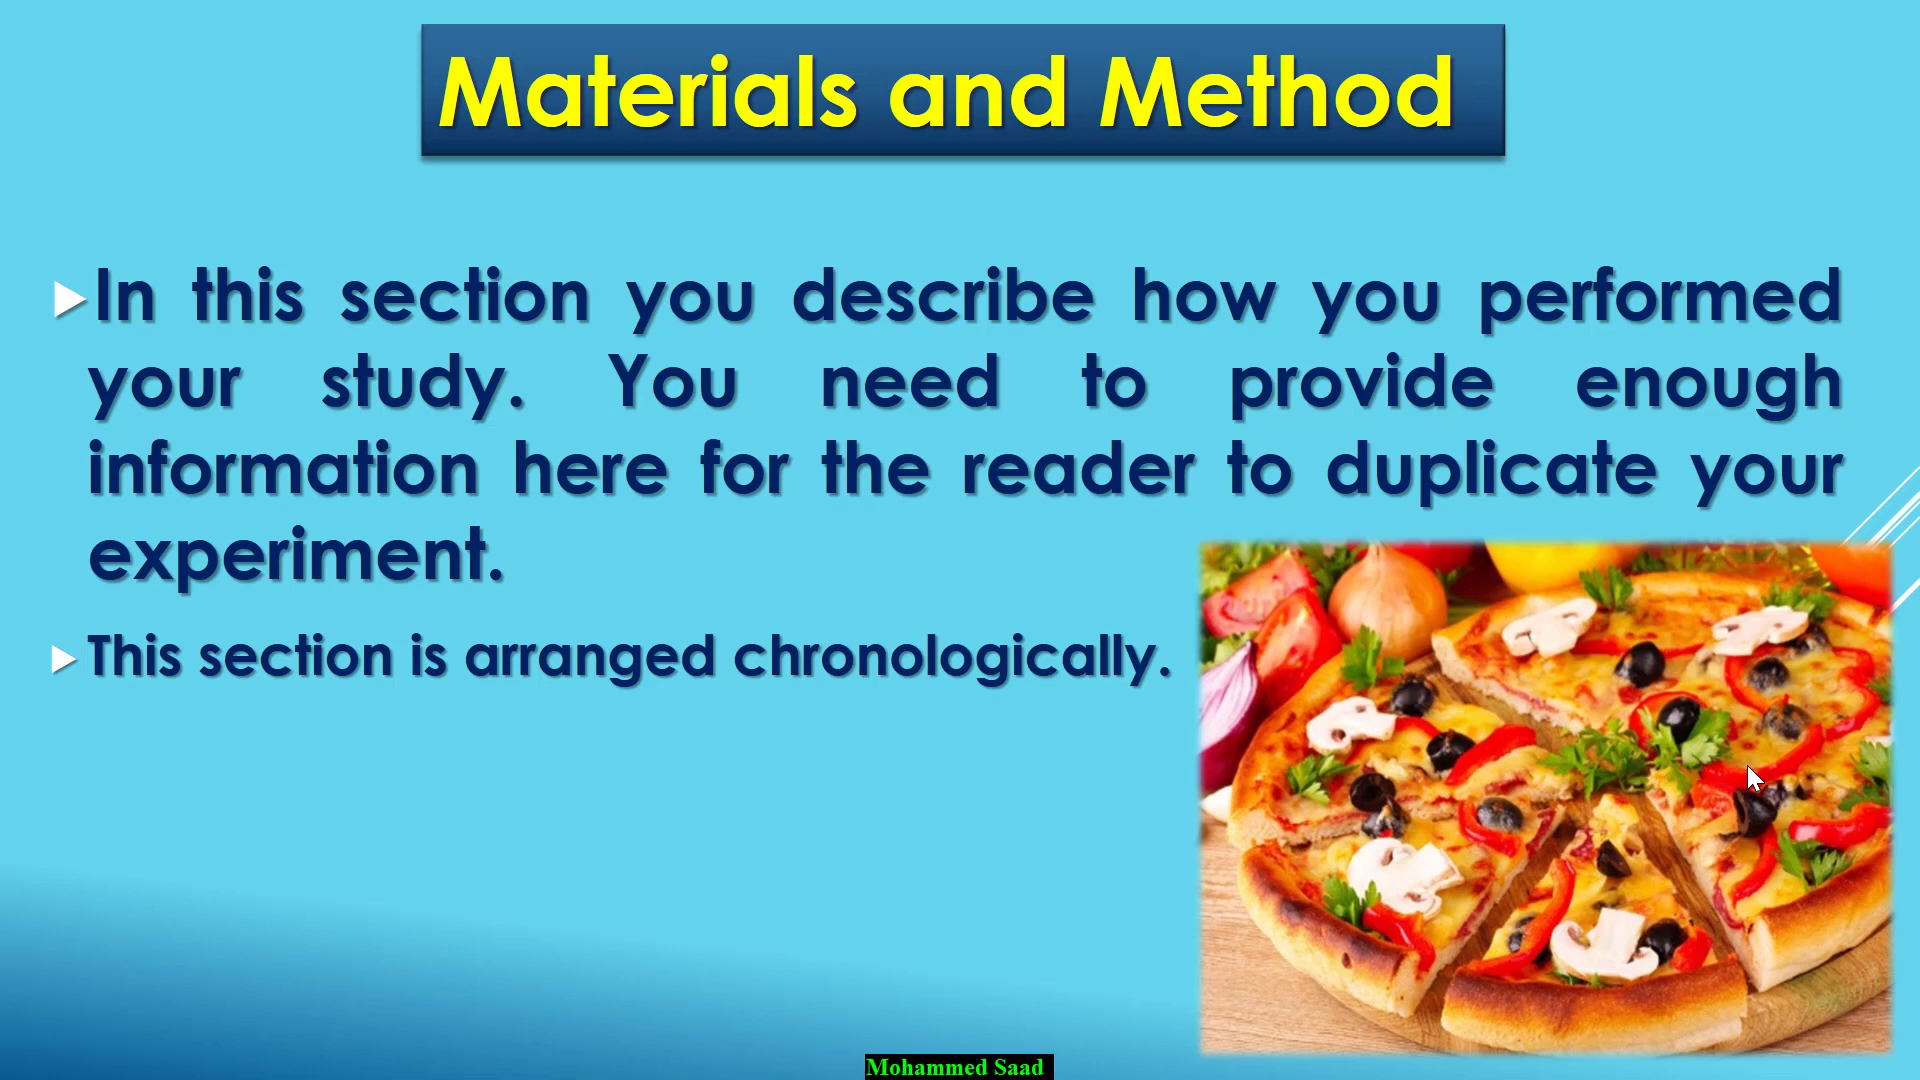 Materials and Method
In this section you describe how you performed
your study. You need to provide enough
information here for the reader to duplicate your
experiment.
This section is arranged chronologically.
Mohammed Saad